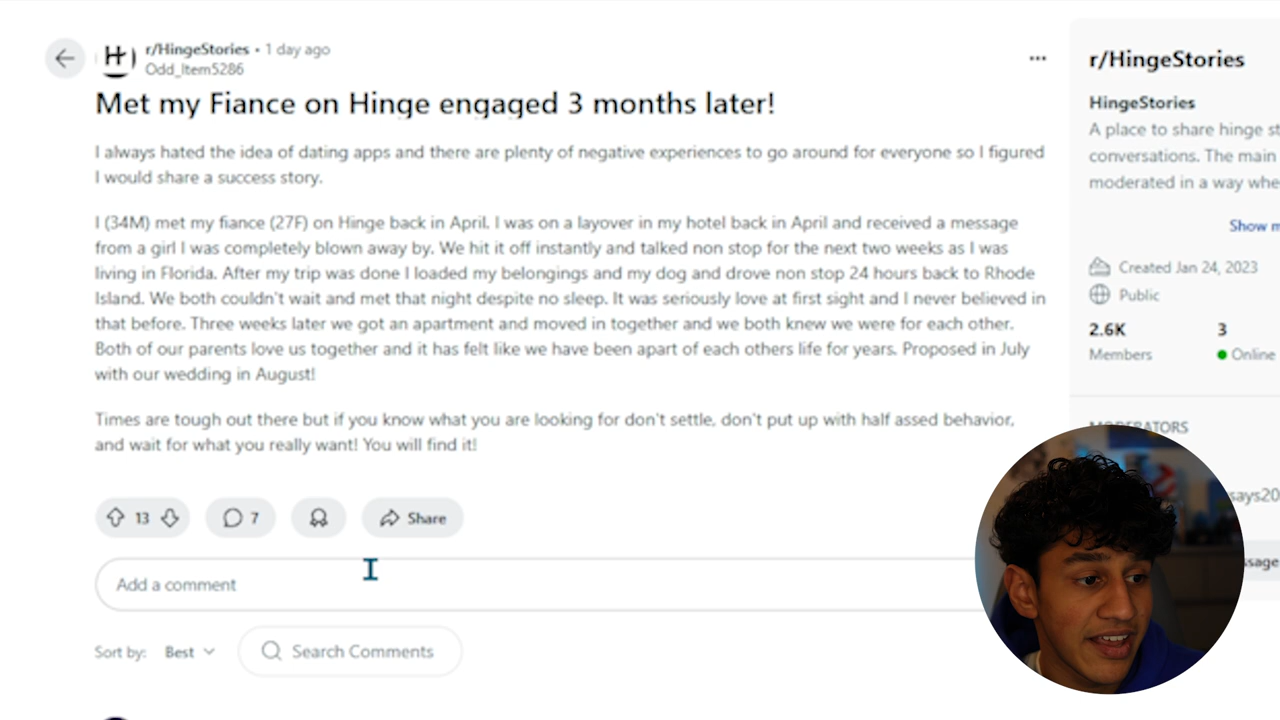 r/HingeStories • 1 day ago
Odd_Item5286
Met my Fiance on Hinge engaged 3 months later!
I always hated the idea of dating apps and there are plenty of negative experiences to go around for everyone so I figured
I would share a success story.
I (34M) met my fiance (27F) on Hinge back in April. I was on a layover in my hotel back in April and received a message
from a girl I was completely blown away by. We hit it off instantly and talked non stop for the next two weeks as I was
living in Florida. After my trip was done I loaded my belongings and my dog and drove non stop 24 hours back to Rhode
Island. We both couldn't wait and met that night despite no sleep. It was seriously love at first sight and I never believed in
that before. Three weeks later we got an apartment and moved in together and we both knew we were for each other.
Both of our parents love us together and it has felt like we have been apart of each others life for years. Proposed in July
with our wedding in August!
Times are tough out there but if you know what you are looking for don't settle, don't put up with half assed behavior,
and wait for what you really want! You will find it!
13
7
Share
Add a comment
Sort by: Best
Search Comments
r/HingeStories
HingeStories
A place to share hinge st
conversations. The main
moderated in a way whe
Show m
Created Jan 24, 2023
Public
2.6K 3
Members Online
MODERATORS
says20
ssage